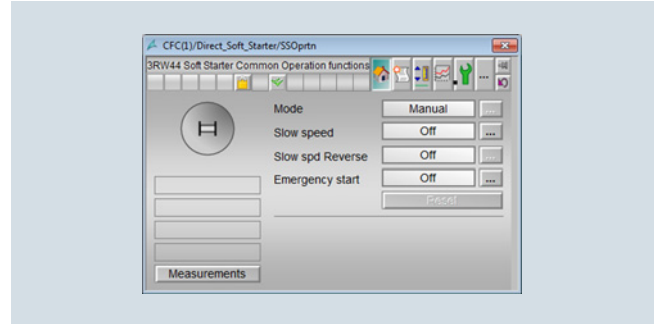 CFC(1)/Direct_Soft_Starter/SSOprtn
3RW44 Soft Starter Common Operation functions
...
Mode Manual ...
Slow speed Off ...
Slow spd Reverse Off ...
Emergency start Off ...
Reset
Measurements